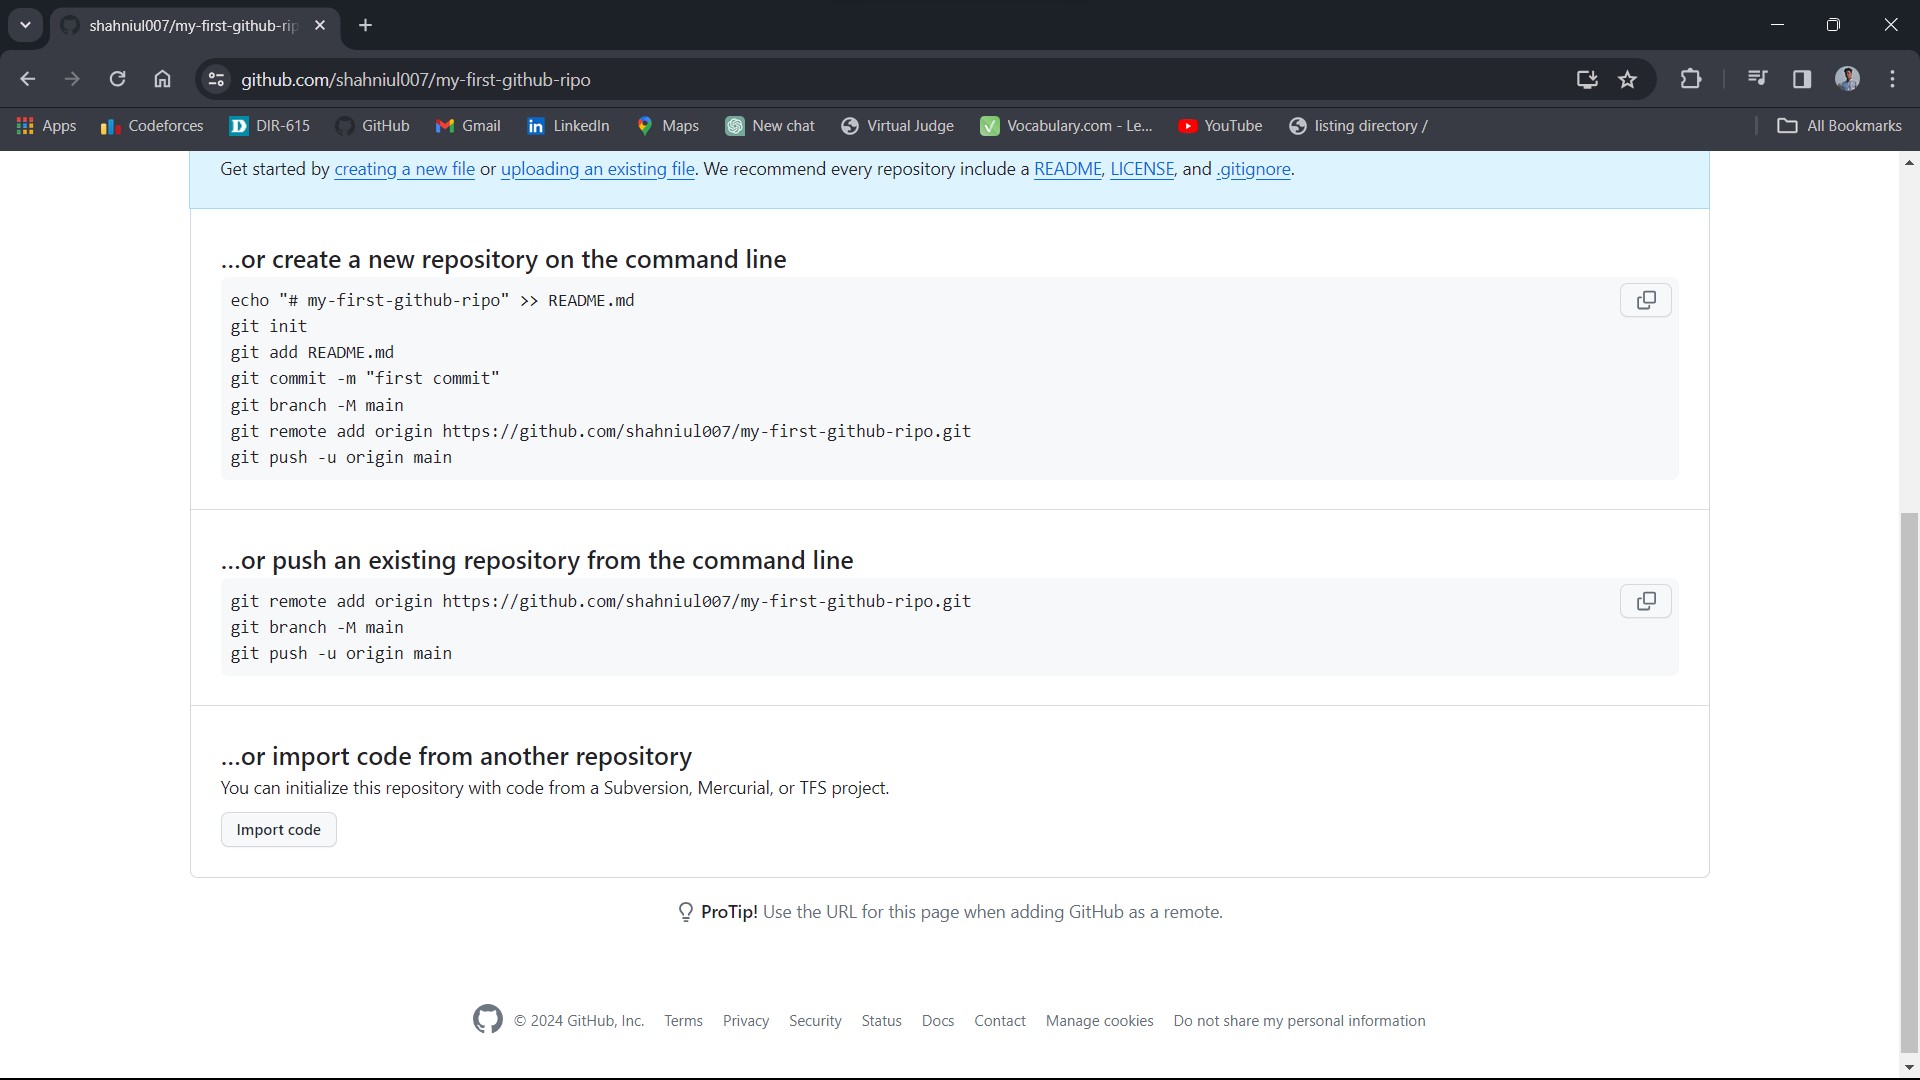 shahniul007/my-first-github-rip
github.com/shahniul007/my-first-github-ripo
Apps Codeforces DIR-615 GitHub Gmail LinkedIn Maps New chat Virtual Judge Vocabulary.com - Le... YouTube listing directory / All Bookmarks
Get started by creating a new file or uploading an existing file. We recommend every repository include a README, LICENSE, and .gitignore.
...or create a new repository on the command line
echo "# my-first-github-ripo" >> README.md
git init
git add README.md
git commit -m "first commit"
git branch -M main
git remote add origin https://github.com/shahniul007/my-first-github-ripo.git
git push -u origin main
...or push an existing repository from the command line
git remote add origin https://github.com/shahniul007/my-first-github-ripo.git
git branch -M main
git push -u origin main
...or import code from another repository
You can initialize this repository with code from a Subversion, Mercurial, or TFS project.
Import code
ProTip! Use the URL for this page when adding GitHub as a remote.
© 2024 GitHub, Inc. Terms Privacy Security Status Docs Contact Manage cookies Do not share my personal information